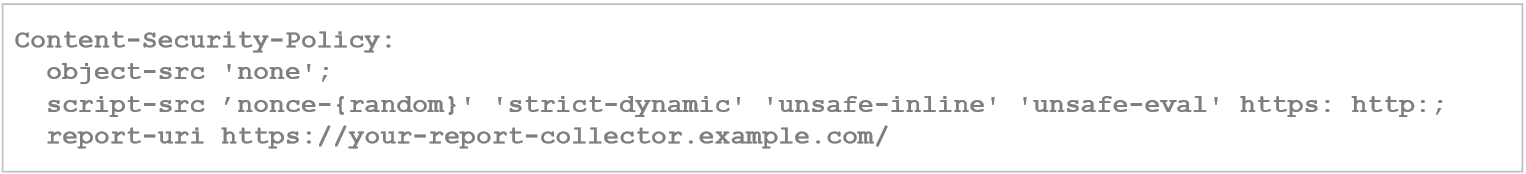 Content-Security-Policy:
object-src 'none';
script-src ’nonce-{random}' 'strict-dynamic' 'unsafe-inline' 'unsafe-eval' https: http:;
report-uri https://your-report-collector.example.com/